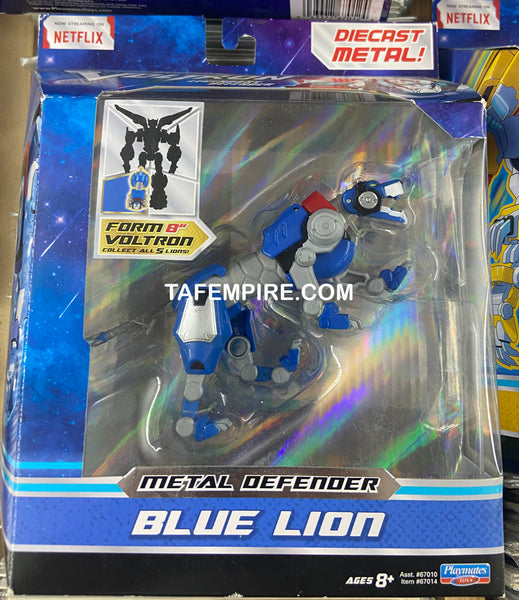 NOW STREAMING ON
NETFLIX
NOW STREAMING ON
NETFLIX
DIECAST
METAL!
FORM 8"
VOLTRON
COLLECT ALL 5 LIONS!
TAFEMPIRE.COM
METAL DEFENDER
BLUE LION
AGES 8+
Asst. #67010
Item #67014
Playmates
TOYS